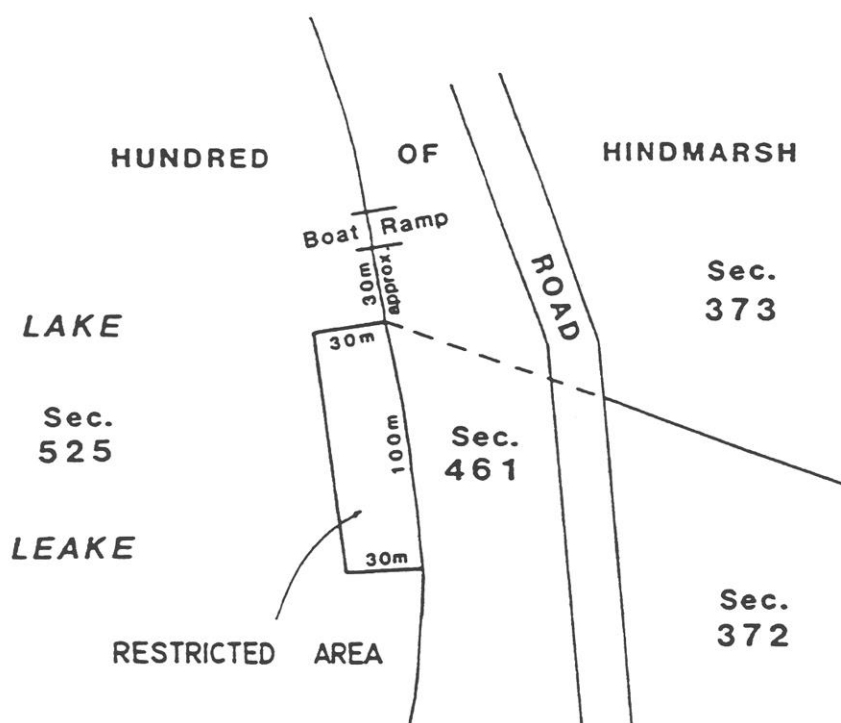 HUNDRED OF HINDMARSH
Boat Ramp
30m
approx.
ROAD
Sec.
373
LAKE
30m
Sec.
525
100m
Sec.
461
LEAKE
30m
Sec.
372
RESTRICTED AREA